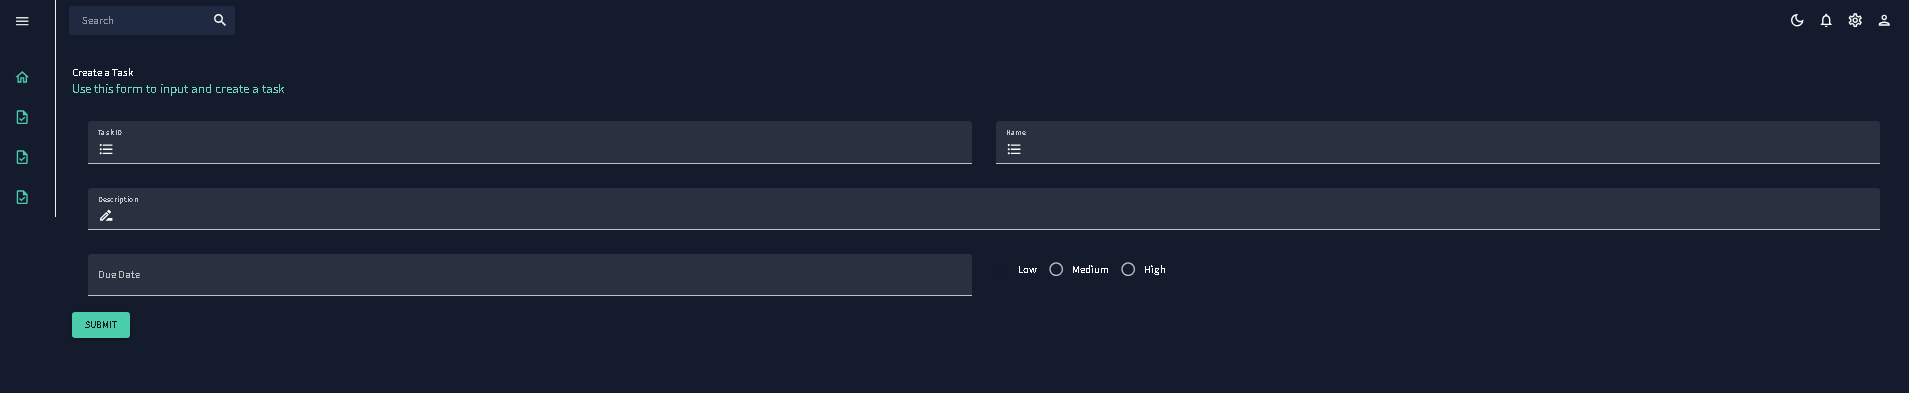 Search
Create a Task
Use this form to input and create a task
Task ID
Name
Description
Due Date
Low Medium High
SUBMIT